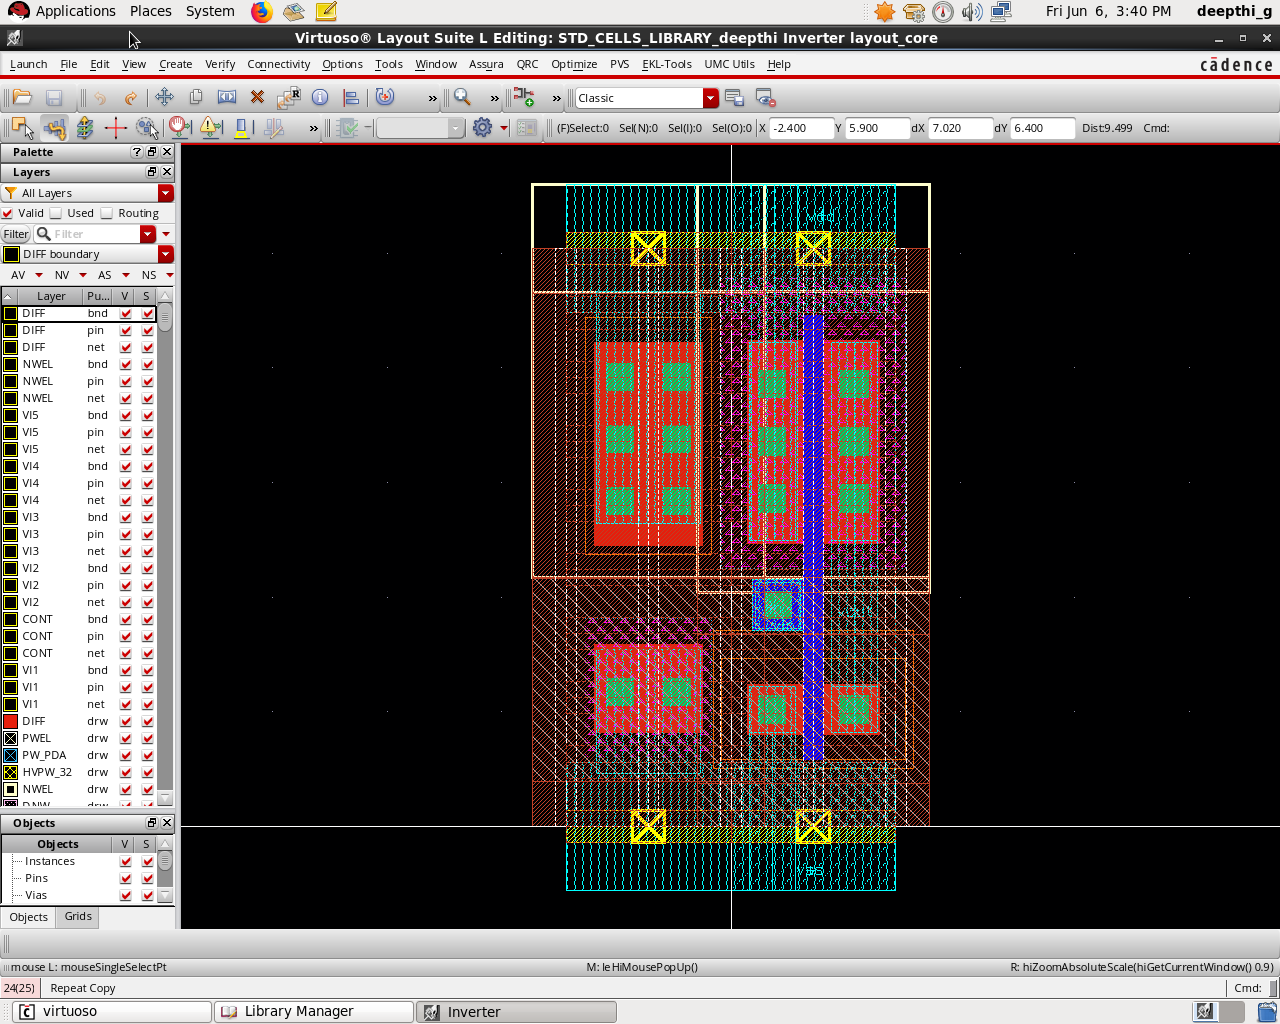 Applications Places System Fri Jun 6, 3:40 PM deepthi_g
Virtuoso® Layout Suite L Editing: STD_CELLS_LIBRARY_deepthi Inverter layout_core
Launch File Edit View Create Verify Connectivity Options Tools Window Assura QRC Optimize PVS EKL-Tools UMC Utils Help cādence
» » » Classic
» (F)Select:0 Sel(N):0 Sel(I):0 Sel(O):0 X -2.400 Y 5.900 dX 7.020 dY 6.400 Dist:9.499 Cmd:
Palette
Layers
All Layers
Valid Used Routing
Filter Filter
DIFF boundary
AV NV AS NS
Layer Pu... V S
DIFF bnd
DIFF pin
DIFF net
NWEL bnd
NWEL pin
NWEL net
VI5 bnd
VI5 pin
VI5 net
VI4 bnd
VI4 pin
VI4 net
VI3 bnd
VI3 pin
VI3 net
VI2 bnd
VI2 pin
VI2 net
CONT bnd
CONT pin
CONT net
VI1 bnd
VI1 pin
VI1 net
DIFF drw
PWEL drw
PW_PDA drw
HVPW_32 drw
NWEL drw
DNW drw
vdd
vss
Objects
Objects V S
Instances
Pins
Vias
Objects Grids
mouse L: mouseSingleSelectPt M: leHiMousePopUp() R: hiZoomAbsoluteScale(hiGetCurrentWindow() 0.9)
24(25) Repeat Copy Cmd:
virtuoso Library Manager Inverter